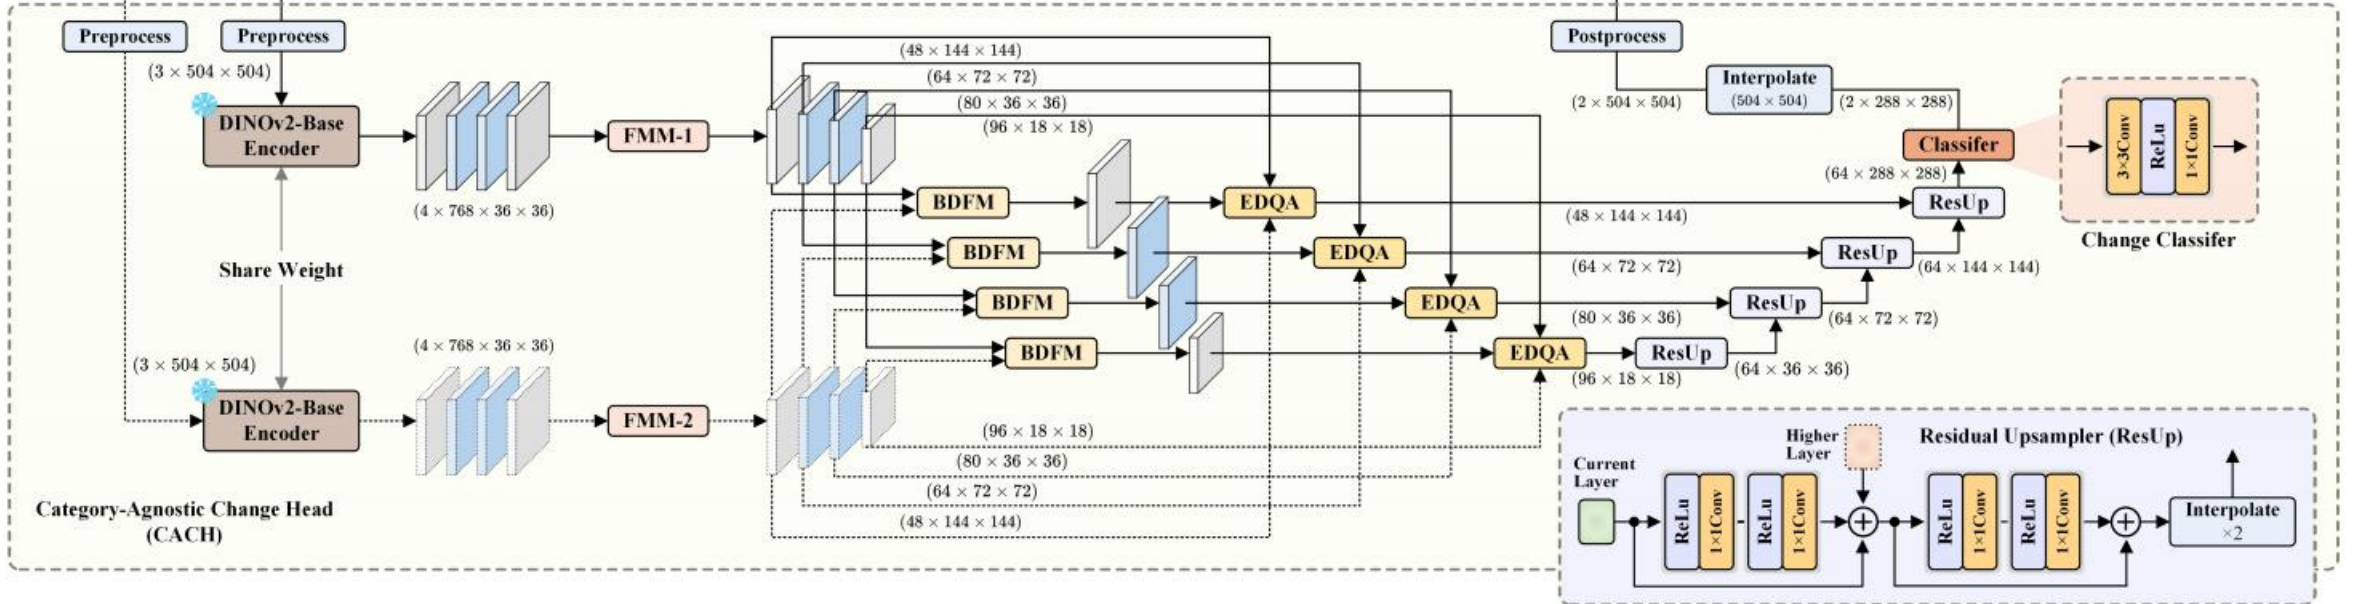 Preprocess
Preprocess
(3 × 504 × 504)
DINOv2-Base
Encoder
(4 × 768 × 36 × 36)
FMM-1
(48 × 144 × 144)
(64 × 72 × 72)
(80 × 36 × 36)
(96 × 18 × 18)
BDFM
BDFM
BDFM
BDFM
EDQA
EDQA
EDQA
EDQA
(48 × 144 × 144)
(64 × 72 × 72)
(80 × 36 × 36)
(96 × 18 × 18)
ResUp
ResUp
ResUp
ResUp
(64 × 288 × 288)
(64 × 144 × 144)
(64 × 72 × 72)
(64 × 36 × 36)
Postprocess
(2 × 504 × 504)
Interpolate
(504 × 504)
(2 × 288 × 288)
Classifer
3×3Conv
ReLu
1×1Conv
Change Classifer
Share Weight
(3 × 504 × 504)
DINOv2-Base
Encoder
(4 × 768 × 36 × 36)
FMM-2
(96 × 18 × 18)
(80 × 36 × 36)
(64 × 72 × 72)
(48 × 144 × 144)
Category-Agnostic Change Head
(CACH)
Residual Upsampler (ResUp)
Higher
Layer
Current
Layer
ReLu
1×1Conv
ReLu
1×1Conv
ReLu
1×1Conv
ReLu
1×1Conv
Interpolate
×2